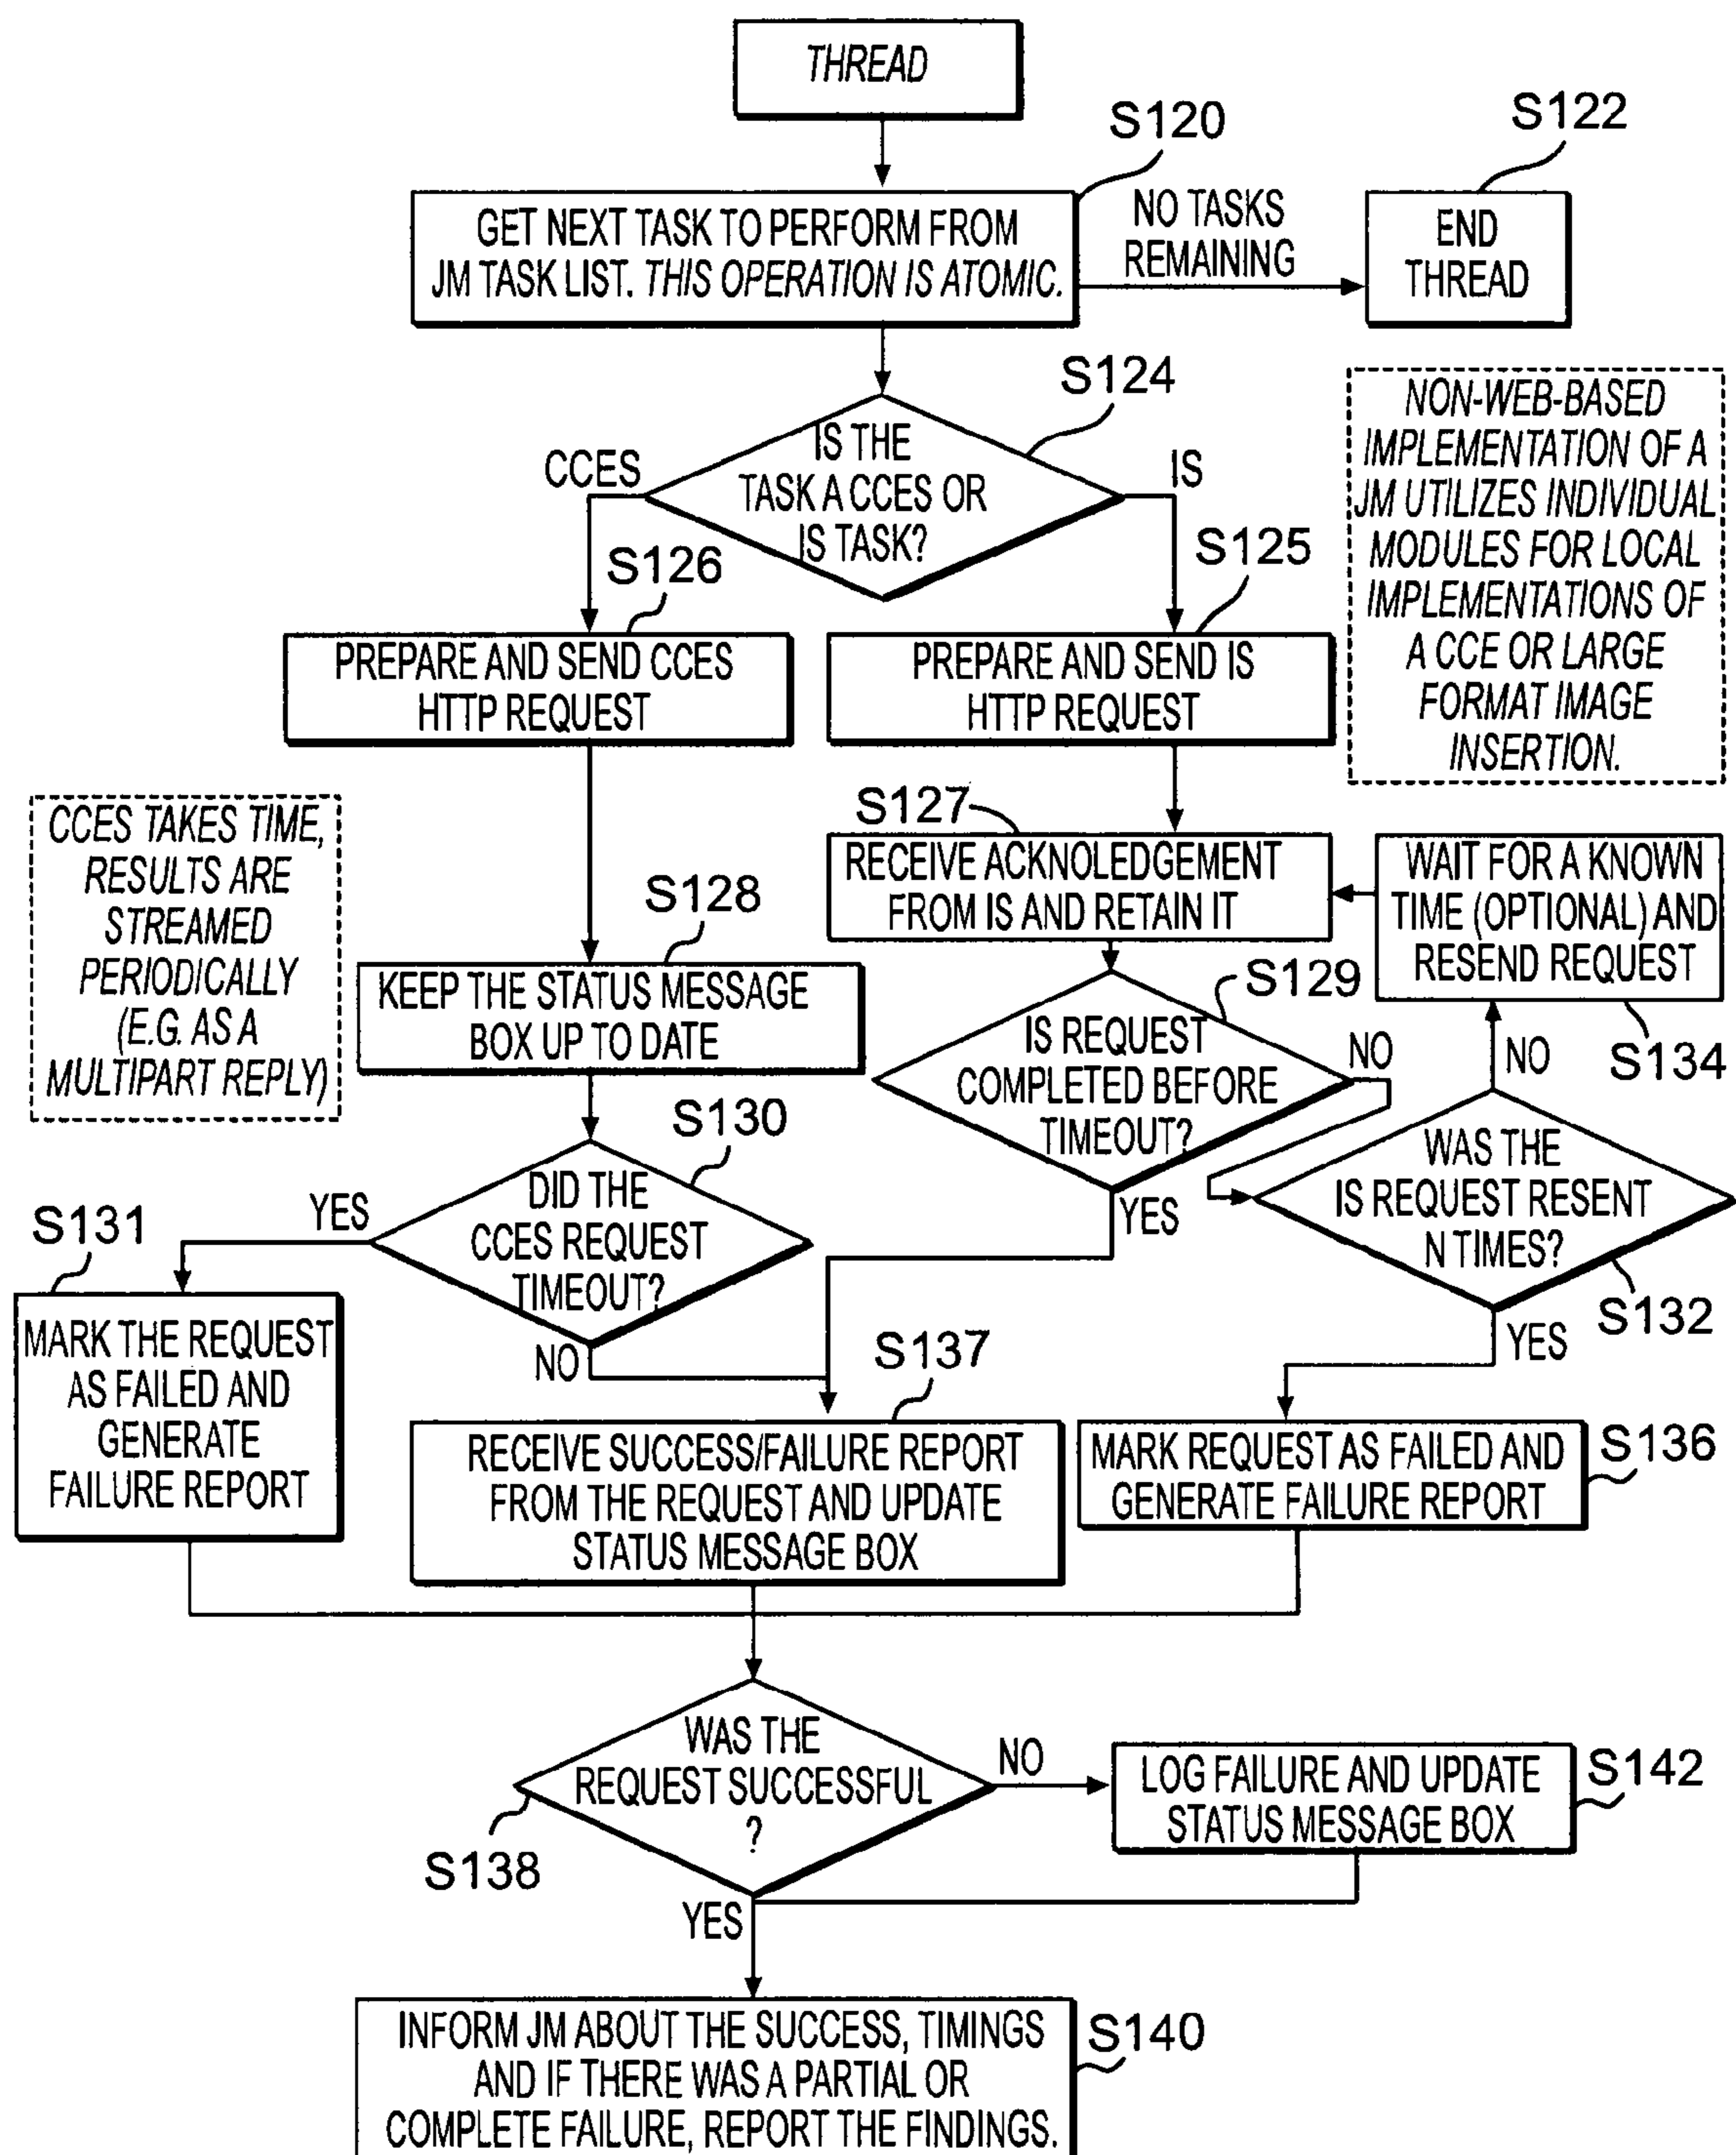 THREAD
S120
S122
GET NEXT TASK TO PERFORM FROM
JM TASK LIST. THIS OPERATION IS ATOMIC.
NO TASKS
REMAINING
END
THREAD
S124
IS THE
TASK A CCES OR
IS TASK?
CCES
IS
NON-WEB-BASED
IMPLEMENTATION OF A
JM UTILIZES INDIVIDUAL
MODULES FOR LOCAL
IMPLEMENTATIONS OF
A CCE OR LARGE
FORMAT IMAGE
INSERTION.
S126
S125
PREPARE AND SEND CCES
HTTP REQUEST
PREPARE AND SEND IS
HTTP REQUEST
CCES TAKES TIME,
RESULTS ARE
STREAMED
PERIODICALLY
(E.G. AS A
MULTIPART REPLY)
S127
RECEIVE ACKNOLEDGEMENT
FROM IS AND RETAIN IT
WAIT FOR A KNOWN
TIME (OPTIONAL) AND
RESEND REQUEST
S134
S128
KEEP THE STATUS MESSAGE
BOX UP TO DATE
S129
IS REQUEST
COMPLETED BEFORE
TIMEOUT?
NO
NO
YES
WAS THE
IS REQUEST RESENT
N TIMES?
S132
YES
S130
DID THE
CCES REQUEST
TIMEOUT?
YES
NO
S131
MARK THE REQUEST
AS FAILED AND
GENERATE
FAILURE REPORT
S137
RECEIVE SUCCESS/FAILURE REPORT
FROM THE REQUEST AND UPDATE
STATUS MESSAGE BOX
MARK REQUEST AS FAILED AND
GENERATE FAILURE REPORT
S136
WAS THE
REQUEST SUCCESSFUL
?
S138
NO
LOG FAILURE AND UPDATE
STATUS MESSAGE BOX
S142
YES
INFORM JM ABOUT THE SUCCESS, TIMINGS
AND IF THERE WAS A PARTIAL OR
COMPLETE FAILURE, REPORT THE FINDINGS.
S140